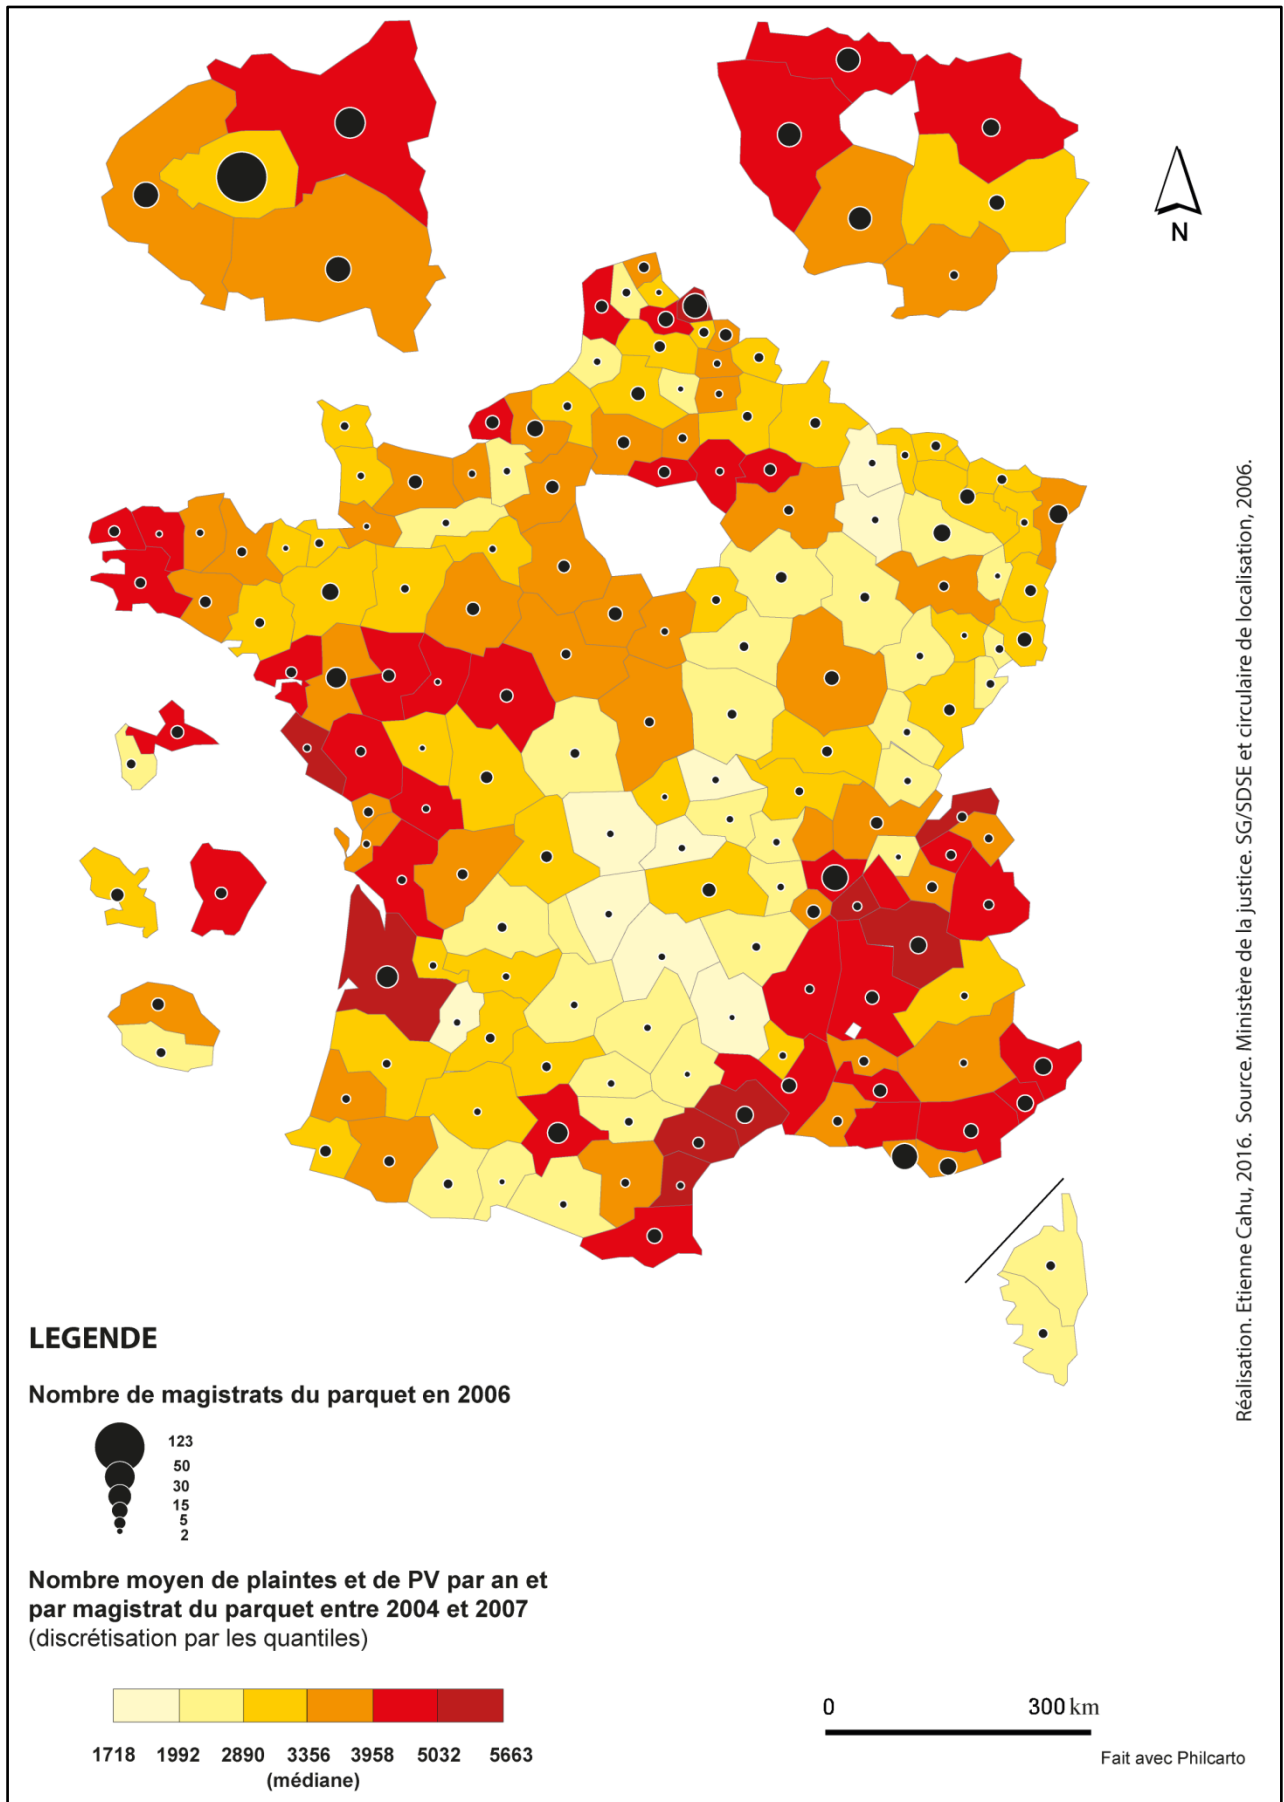 N
Réalisation. Etienne Cahu, 2016. Source. Ministère de la justice. SG/SDSE et circulaire de localisation, 2006.
LEGENDE
Nombre de magistrats du parquet en 2006
123
50
30
15
5
2
Nombre moyen de plaintes et de PV par an et
par magistrat du parquet entre 2004 et 2007
(discrétisation par les quantiles)
1718 1992 2890 3356 3958 5032 5663
(médiane)
0 300 km
Fait avec Philcarto